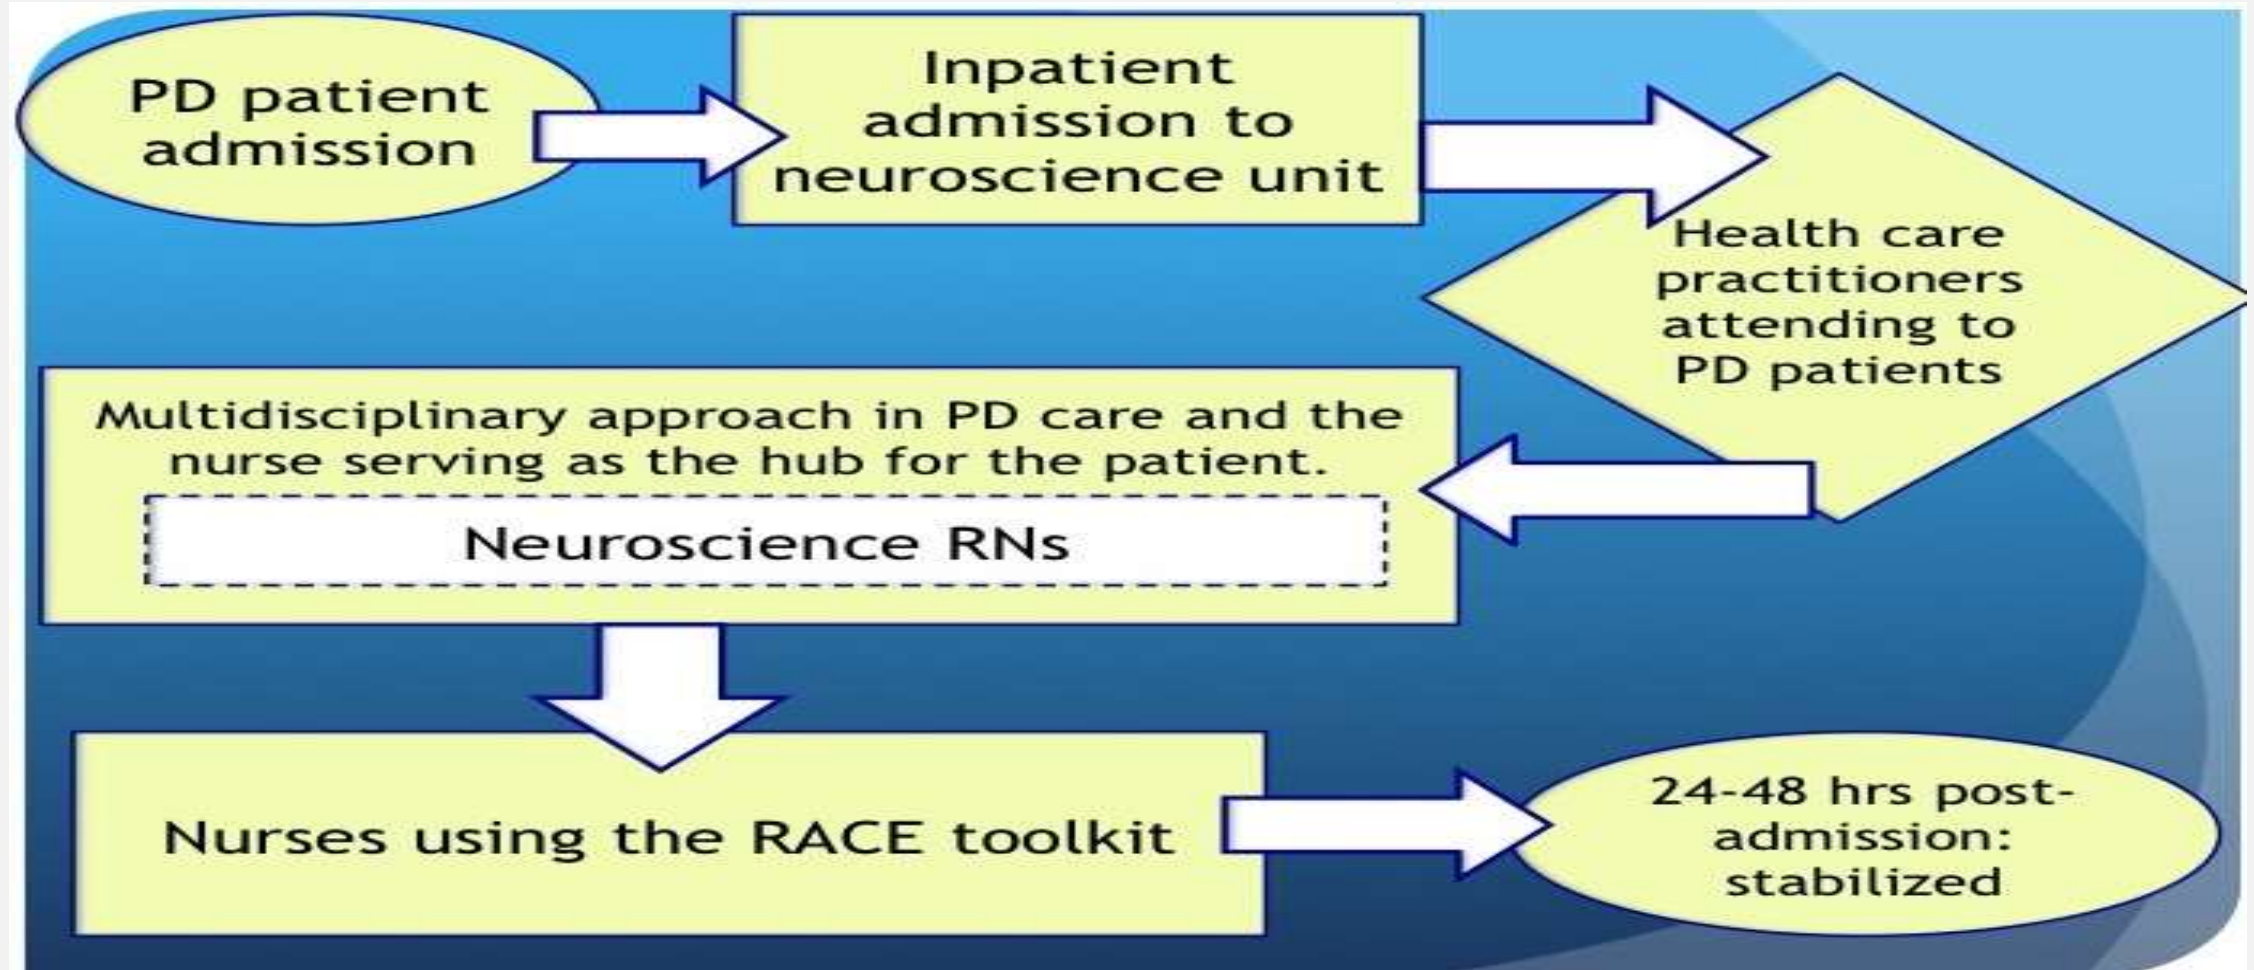 PD patient
admission
Inpatient
admission to
neuroscience unit
Health care
practitioners
attending to
PD patients
Multidisciplinary approach in PD care and the
nurse serving as the hub for the patient.
Neuroscience RNs
Nurses using the RACE toolkit
24-48 hrs post-
admission:
stabilized